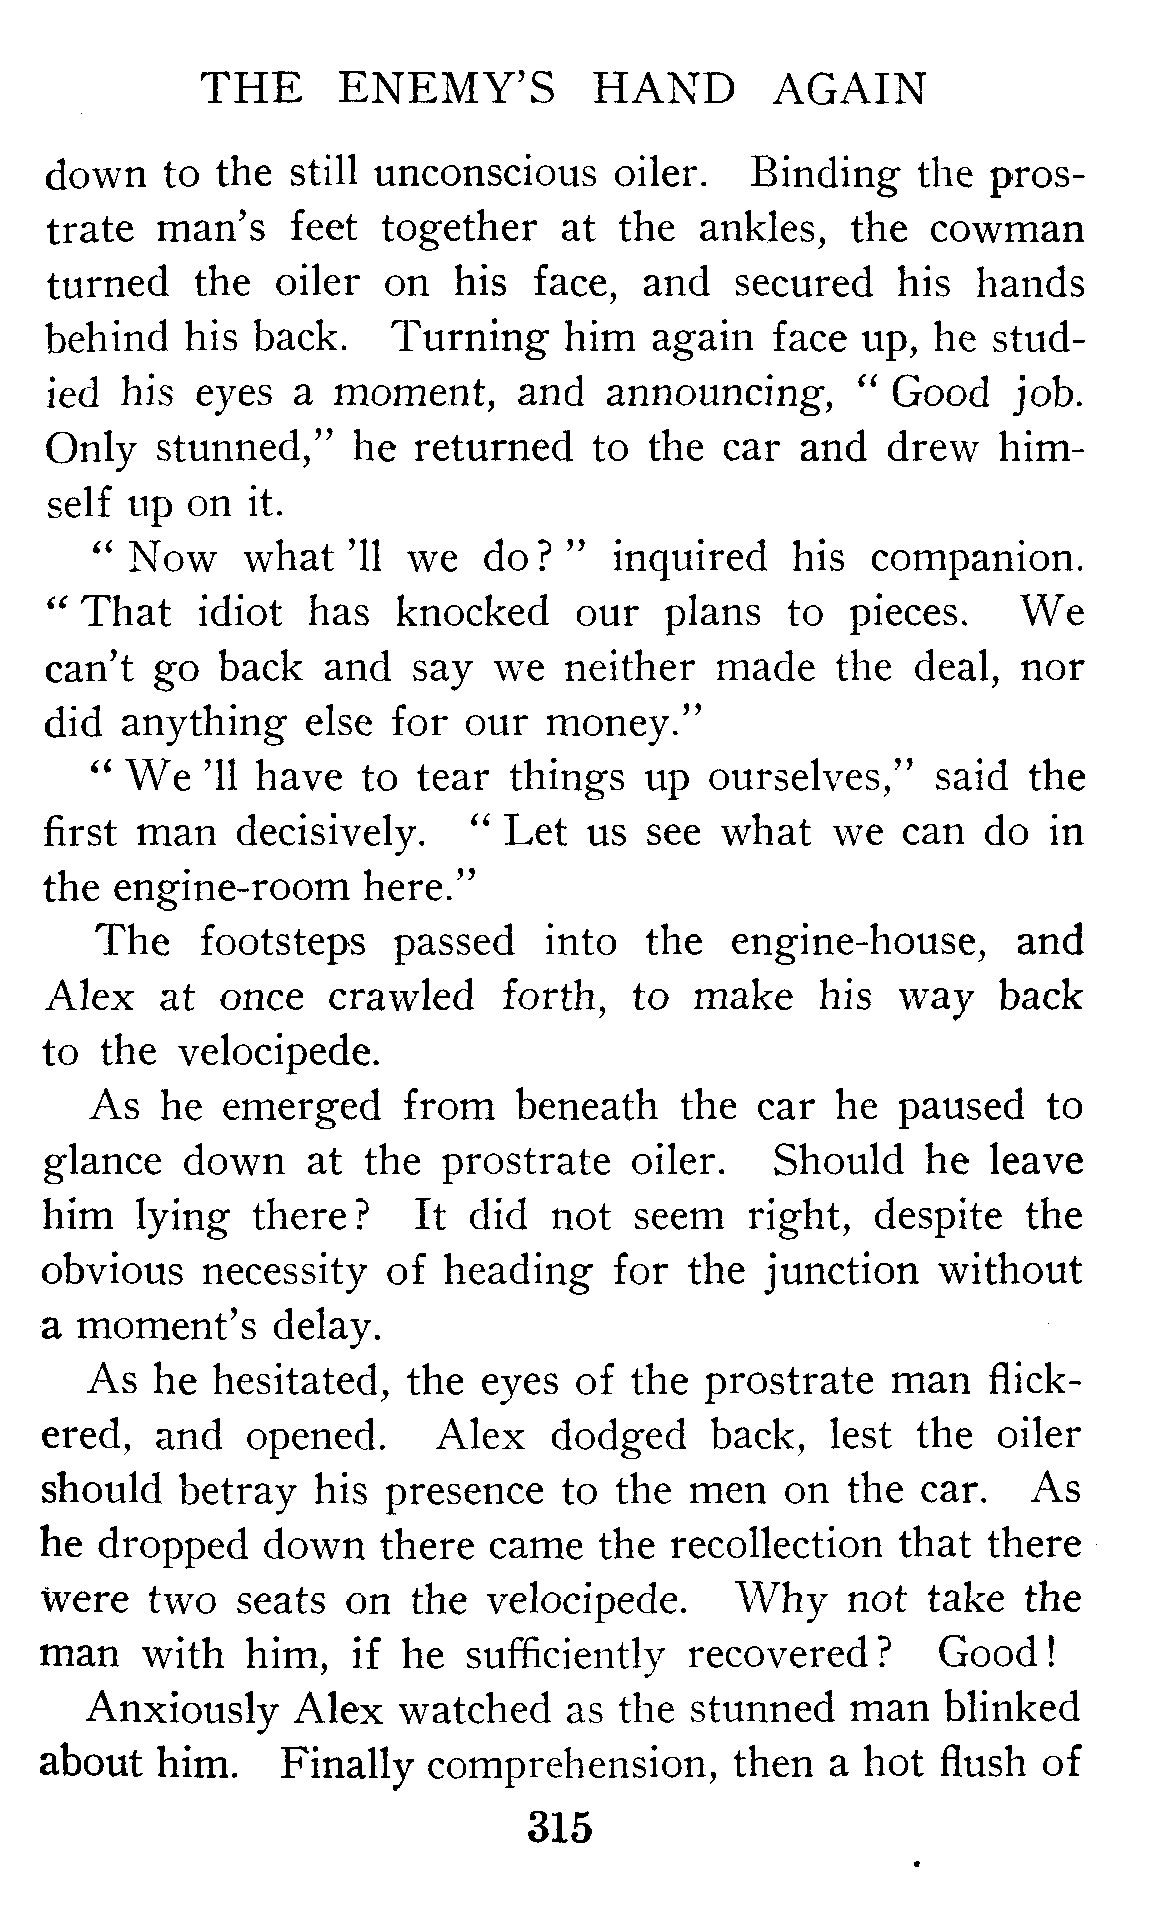 THE ENEMY'S HAND AGAIN
down to the still unconscious oiler. Binding the pros-
trate man's feet together at the ankles, the cowman
turned the oiler on his face, and secured his hands
behind his back. Turning him again face up, he stud-
ied his eyes a moment, and announcing, " Good job.
Only stunned," he returned to the car and drew him-
self up on it.
" Now what 'll we do? " inquired his companion.
" That idiot has knocked our plans to pieces. We
can't go back and say we neither made the deal, nor
did anything else for our money."
" We 'll have to tear things up ourselves," said the
first man decisively. " Let us see what we can do in
the engine-room here."
The footsteps passed into the engine-house, and
Alex at once crawled forth, to make his way back
to the velocipede.
As he emerged from beneath the car he paused to
glance down at the prostrate oiler. Should he leave
him lying there? It did not seem right, despite the
obvious necessity of heading for the junction without
a moment's delay.
As he hesitated, the eyes of the prostrate man flick-
ered, and opened. Alex dodged back, lest the oiler
should betray his presence to the men on the car. As
he dropped down there came the recollection that there
were two seats on the velocipede. Why not take the
man with him, if he sufficiently recovered? Good!
Anxiously Alex watched as the stunned man blinked
about him. Finally comprehension, then a hot flush of
315